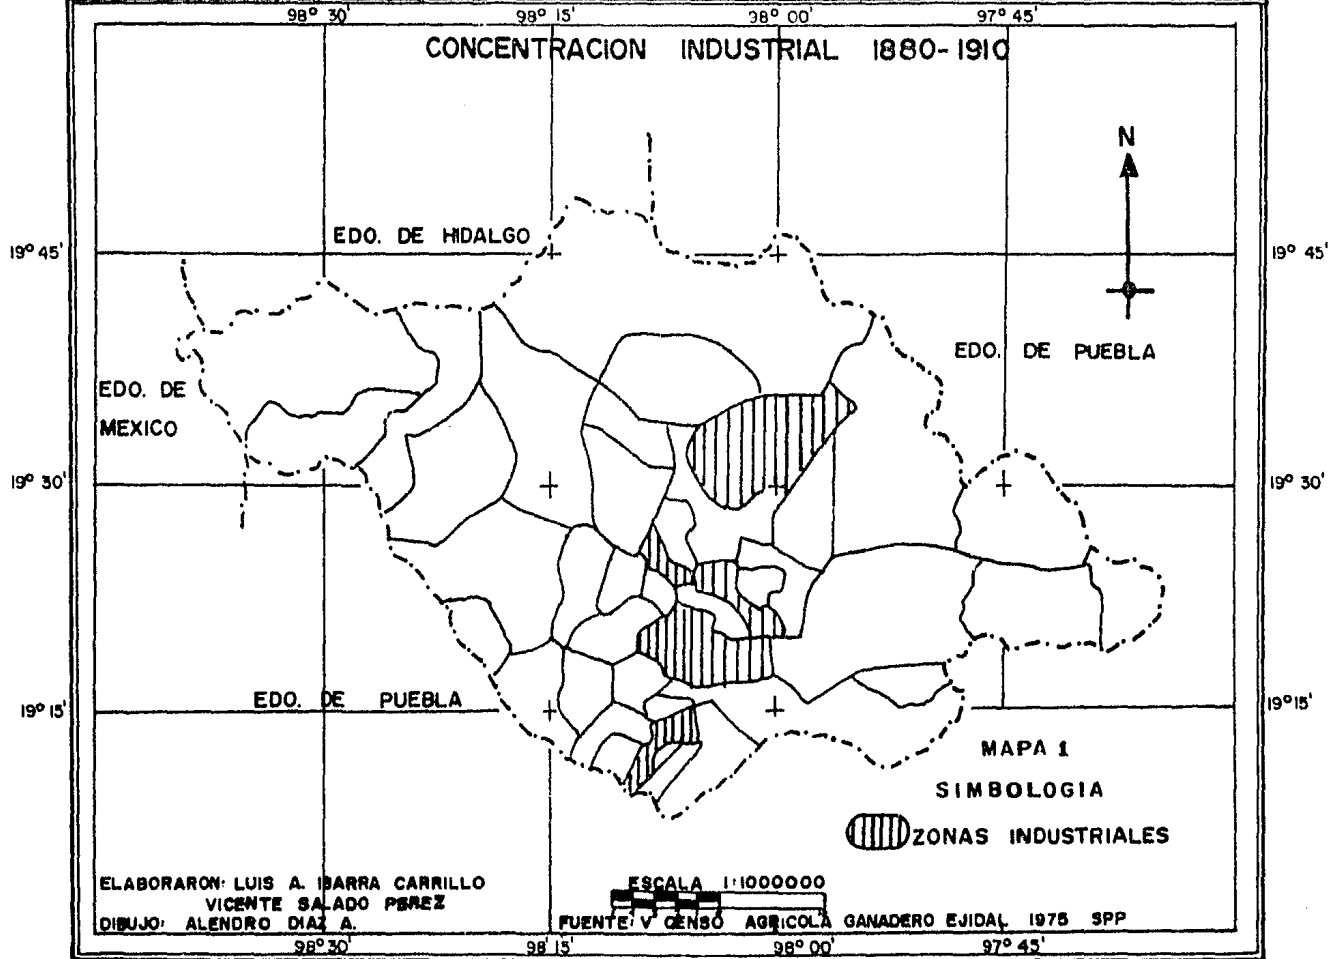 98° 30' 98° 15' 98° 00' 97° 45'
CONCENTRACION INDUSTRIAL 1880-1910
N
EDO. DE HIDALGO
19° 45' 19° 45'
EDO. DE PUEBLA
EDO. DE
MEXICO
19° 30' 19° 30'
EDO. DE PUEBLA
19° 15' 19° 15'
MAPA 1
SIMBOLOGIA
ZONAS INDUSTRIALES
ELABORARON: LUIS A. IBARRA CARRILLO
VICENTE SALADO PEREZ
DIBUJO: ALENDRO DIAZ A.
ESCALA 1:1000000
FUENTE: V CENSO AGRICOLA GANADERO EJIDAL 1975 SPP
98° 30' 98° 15' 98° 00' 97° 45'